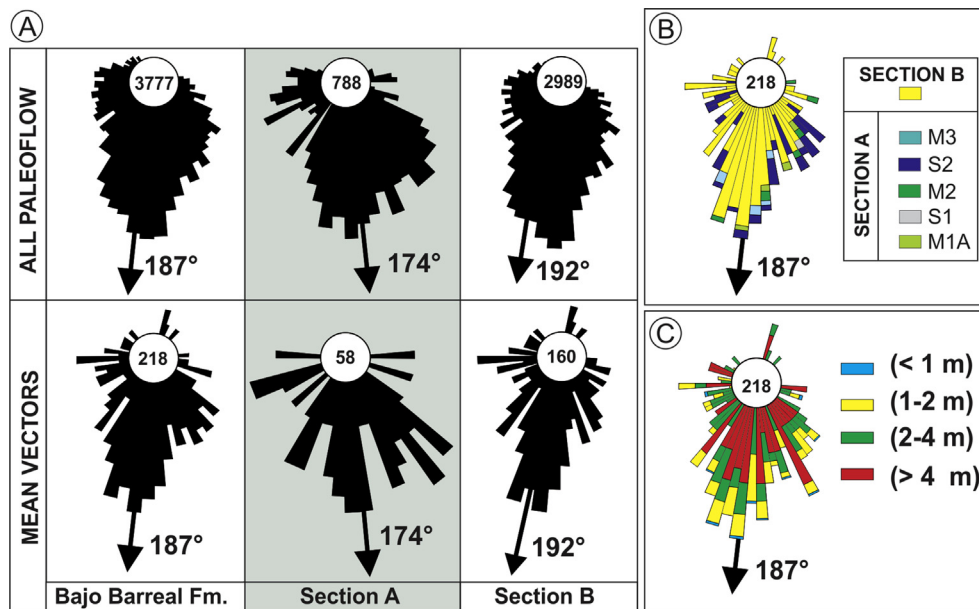 A
ALL PALEOFLOW
3777
187°
788
174°
2989
192°
MEAN VECTORS
218
187°
58
174°
160
192°
Bajo Barreal Fm.
Section A
Section B
B
218
187°
SECTION B
SECTION A
M3
S2
M2
S1
M1A
C
218
187°
(< 1 m)
(1-2 m)
(2-4 m)
(> 4 m)